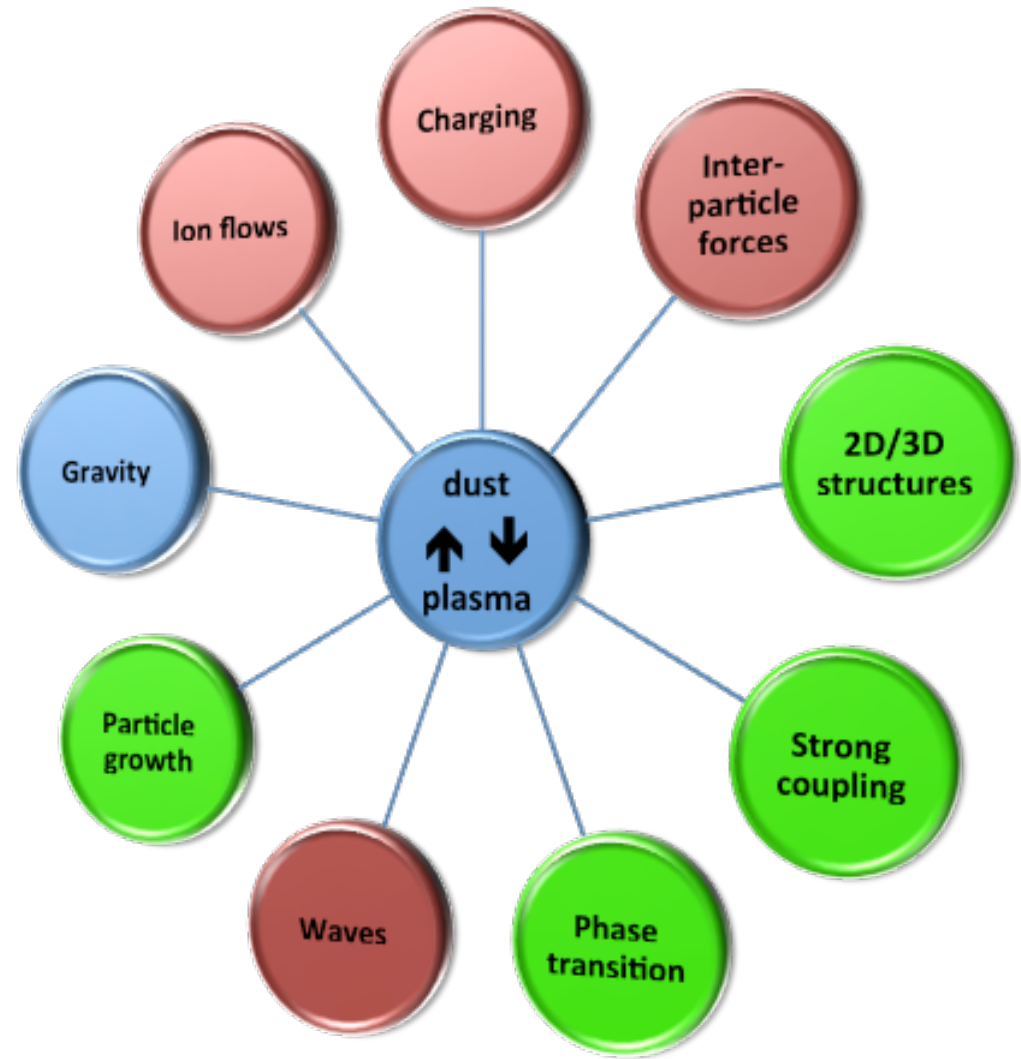 Charging
Inter-
particle
forces
Ion flows
2D/3D
structures
Gravity
dust
plasma
Particle
growth
Strong
coupling
Waves
Phase
transition